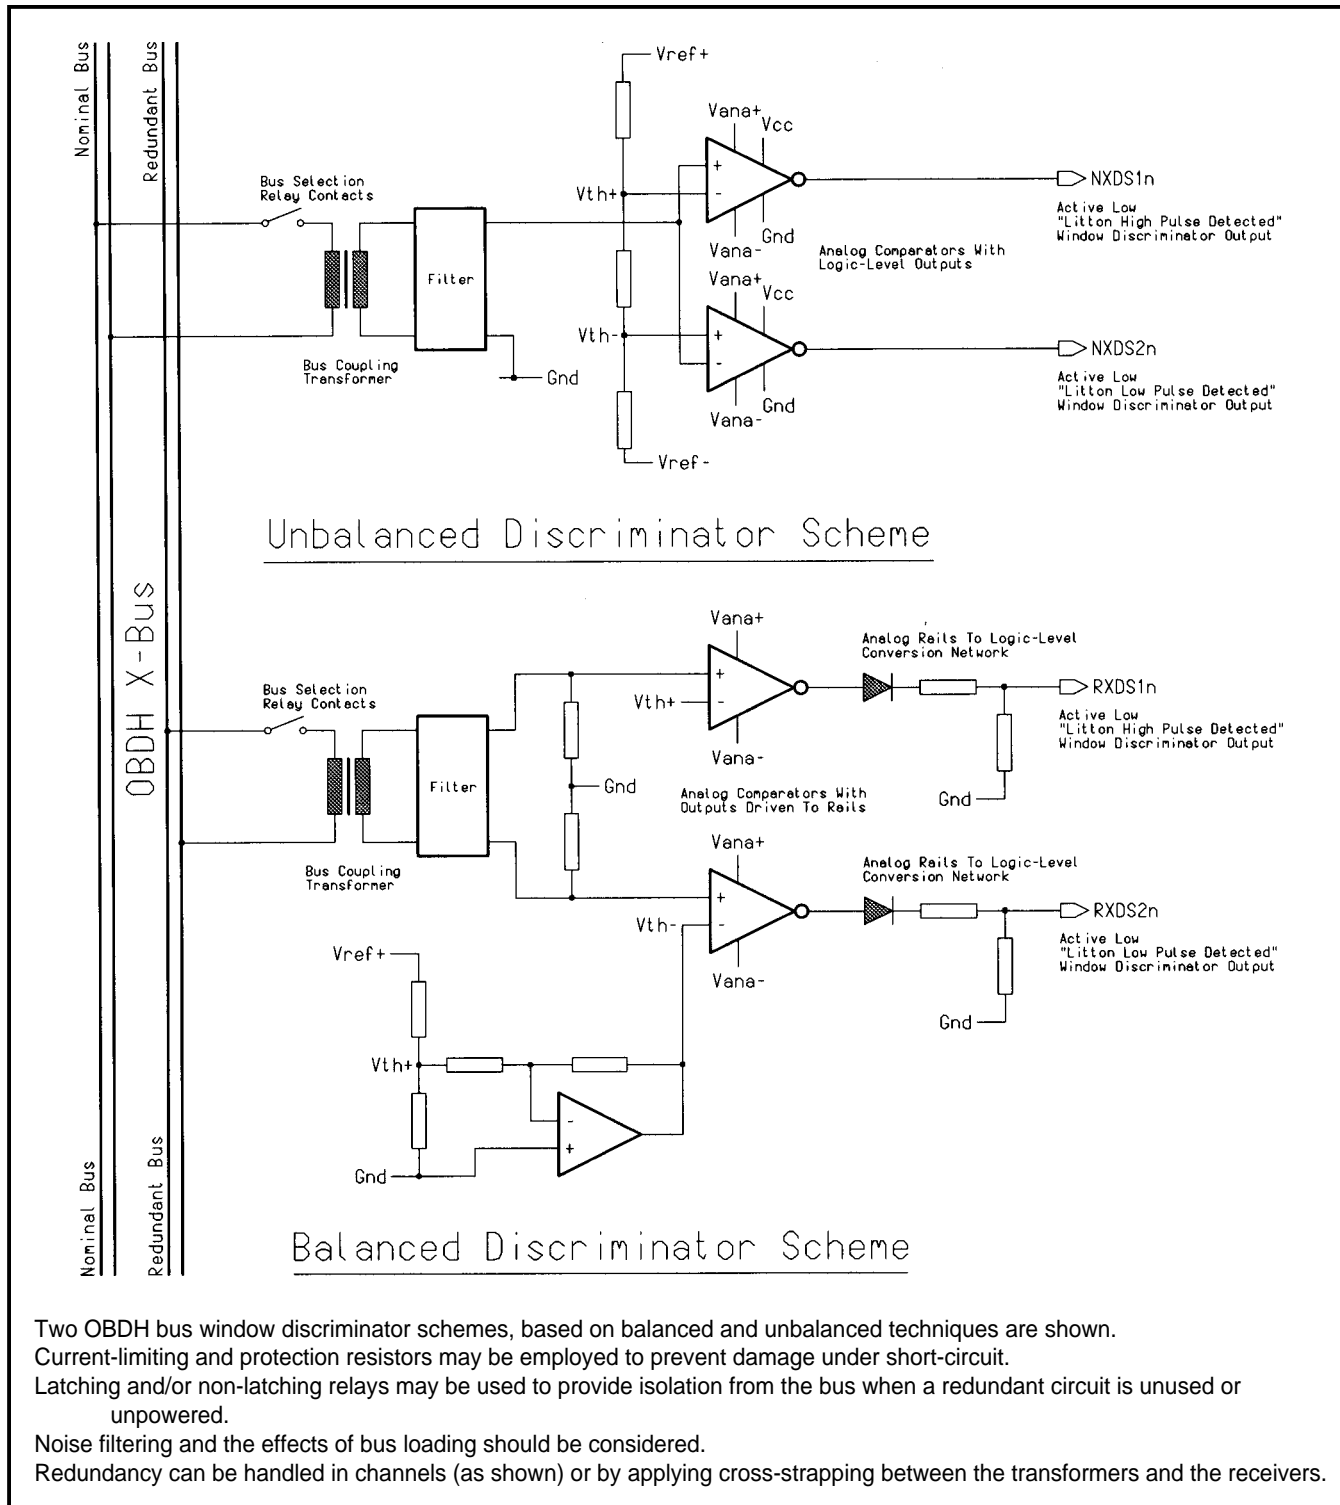 Nominal Bus
Redundant Bus
Vref+
Vana+
Vcc
Bus Selection
Relay Contacts
Vth+
+
-
NXDS1n
Active Low
"Litton High Pulse Detected"
Window Discriminator Output
Vana-
Gnd
Analog Comparators With
Logic-Level Outputs
Filter
Vana+
Vcc
Vth-
+
-
NXDS2n
Active Low
"Litton Low Pulse Detected"
Window Discriminator Output
Bus Coupling
Transformer
Gnd
Vana-
Gnd
Vref-
Unbalanced Discriminator Scheme
OBDH X-Bus
Vana+
Analog Rails To Logic-Level
Conversion Network
Bus Selection
Relay Contacts
+
Vth+
-
RXDS1n
Active Low
"Litton High Pulse Detected"
Window Discriminator Output
Vana-
Filter
Gnd
Analog Comparators With
Outputs Driven To Rails
Gnd
Vana+
Bus Coupling
Transformer
Analog Rails To Logic-Level
Conversion Network
+
Vth-
-
RXDS2n
Active Low
"Litton Low Pulse Detected"
Window Discriminator Output
Vref+
Vana-
Gnd
Vth+
-
+
Gnd
Nominal Bus
Redundant Bus
Balanced Discriminator Scheme
Two OBDH bus window discriminator schemes, based on balanced and unbalanced techniques are shown.
Current-limiting and protection resistors may be employed to prevent damage under short-circuit.
Latching and/or non-latching relays may be used to provide isolation from the bus when a redundant circuit is unused or
unpowered.
Noise filtering and the effects of bus loading should be considered.
Redundancy can be handled in channels (as shown) or by applying cross-strapping between the transformers and the receivers.